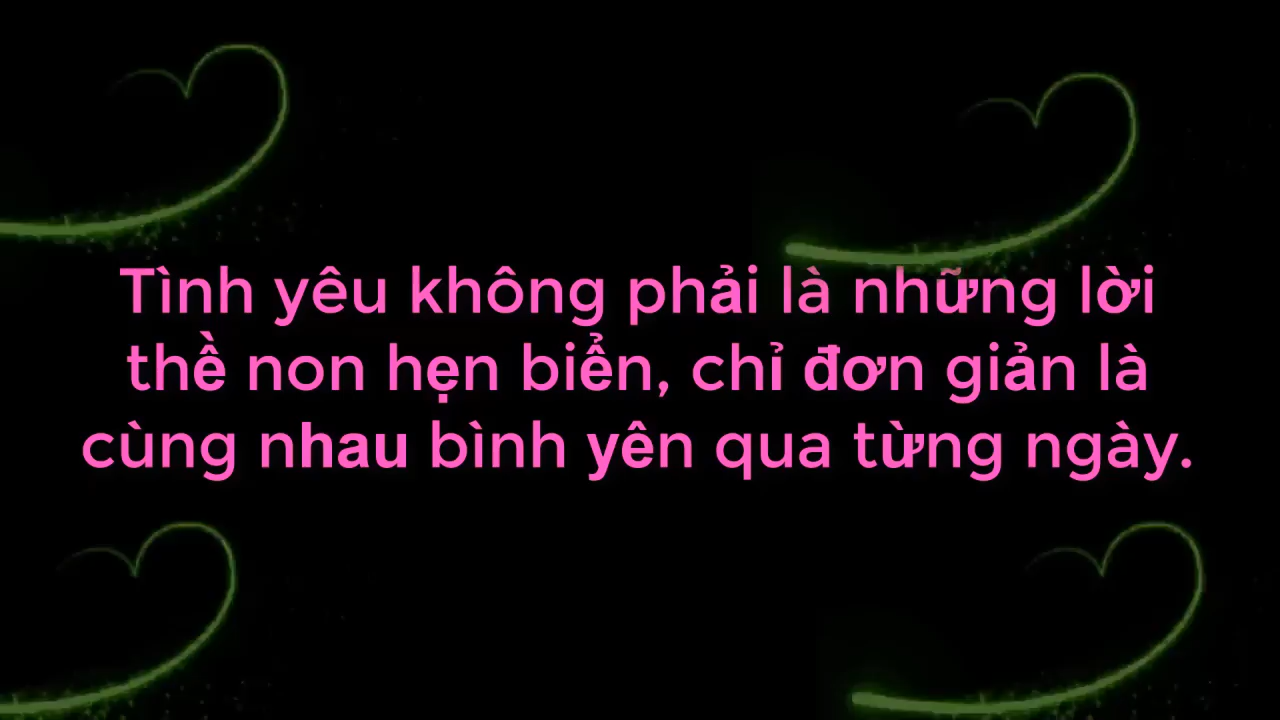 Tình yêu không phải là những lời
thề non hẹn biển, chỉ đơn giản là
cùng nhau bình yên qua từng ngày.